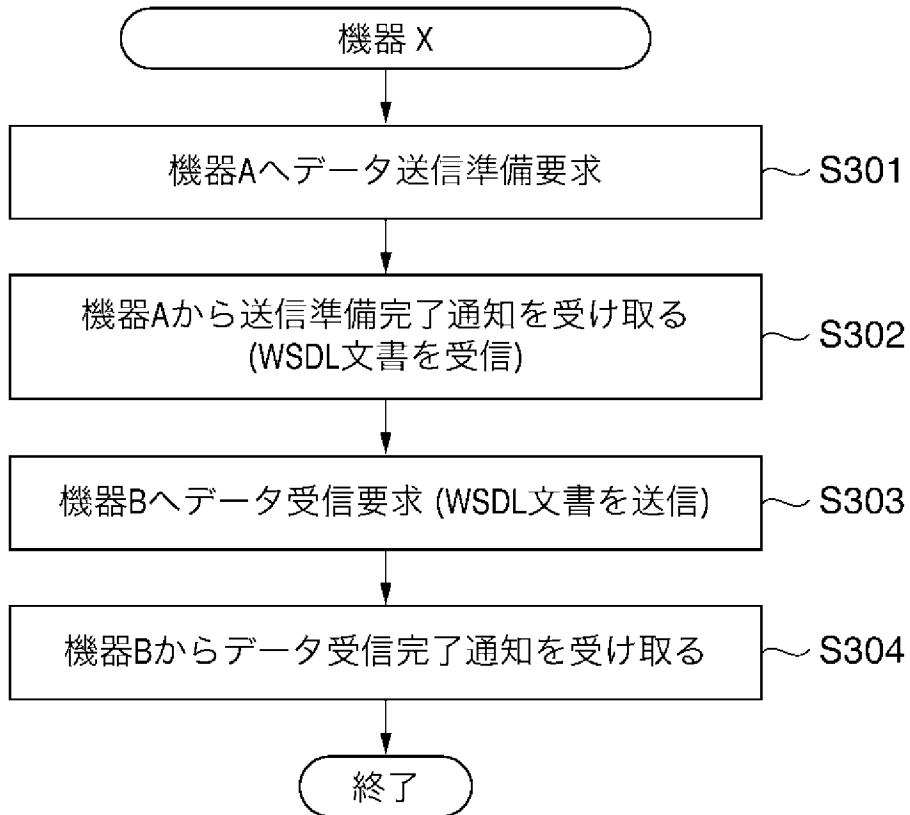 機器 X
機器Aへデータ送信準備要求
S301
機器Aから送信準備完了通知を受け取る
(WSDL文書を受信)
S302
機器Bへデータ受信要求 (WSDL文書を送信)
S303
機器Bからデータ受信完了通知を受け取る
S304
終了